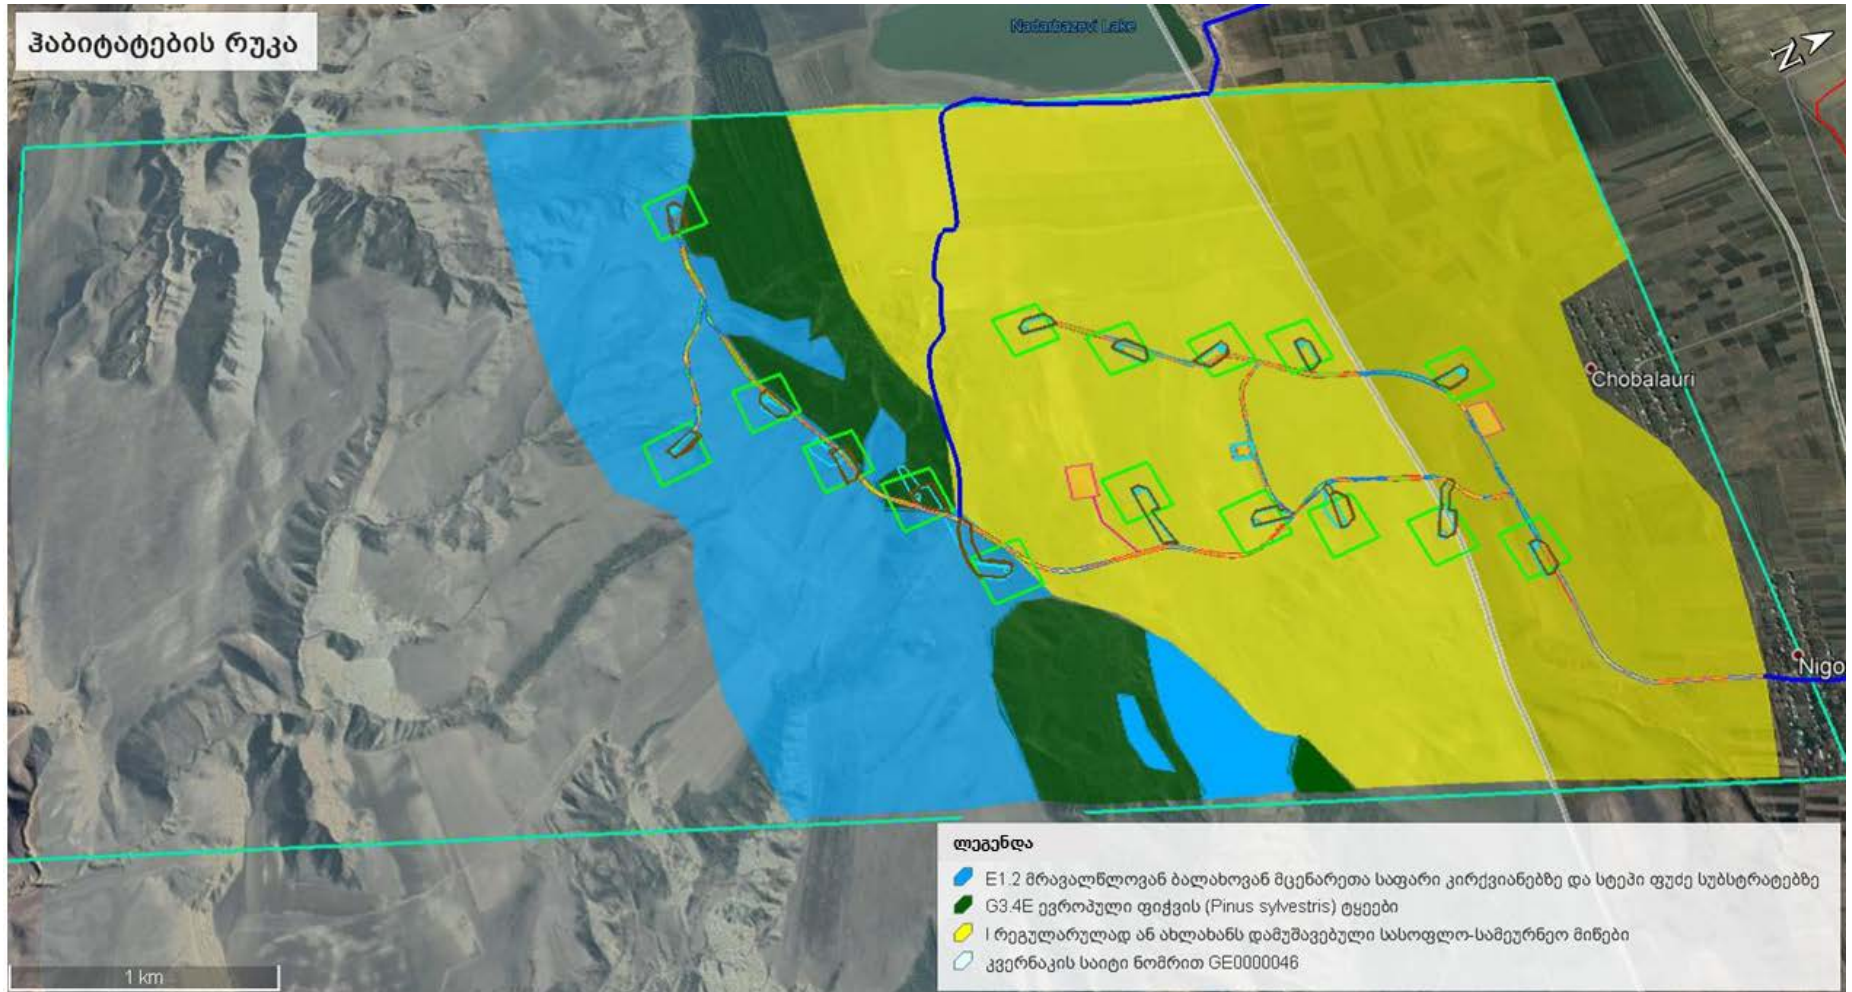 ჰაბიტატების რუკა
Nadarbazevi Lake
N
Chobalauri
Nigo
ლეგენდა
E1.2 მრავალწლოვან ბალახოვან მცენარეთა საფარი კირქვიანებზე და სტეპი ფუძე სუბსტრატებზე
G3.4E ევროპული ფიჭვის (Pinus sylvestris) ტყეები
I რეგულარულად ან ახლახანს დამუშავებული სასოფლო-სამეურნეო მიწები
კვერნაკის საიტი ნომრით GE0000046
1 km